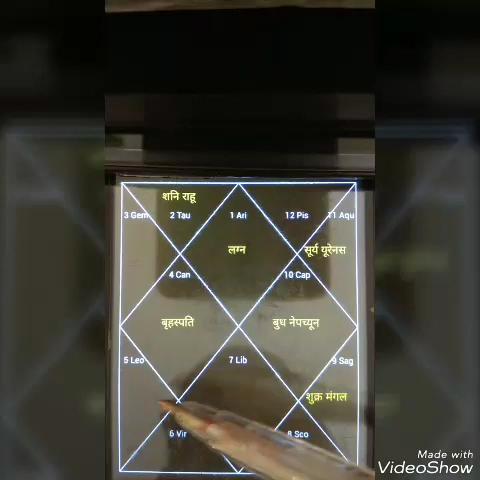 शनि राहू
3 Gem 2 Tau 1 Ari 12 Pis 11 Aqu
लग्न सूर्य यूरेनस
4 Can 10 Cap
बृहस्पति बुध नेपच्यून
5 Leo 7 Lib 9 Sag
शुक्र मंगल
6 Vir 8 Sco
Made with
VideoShow